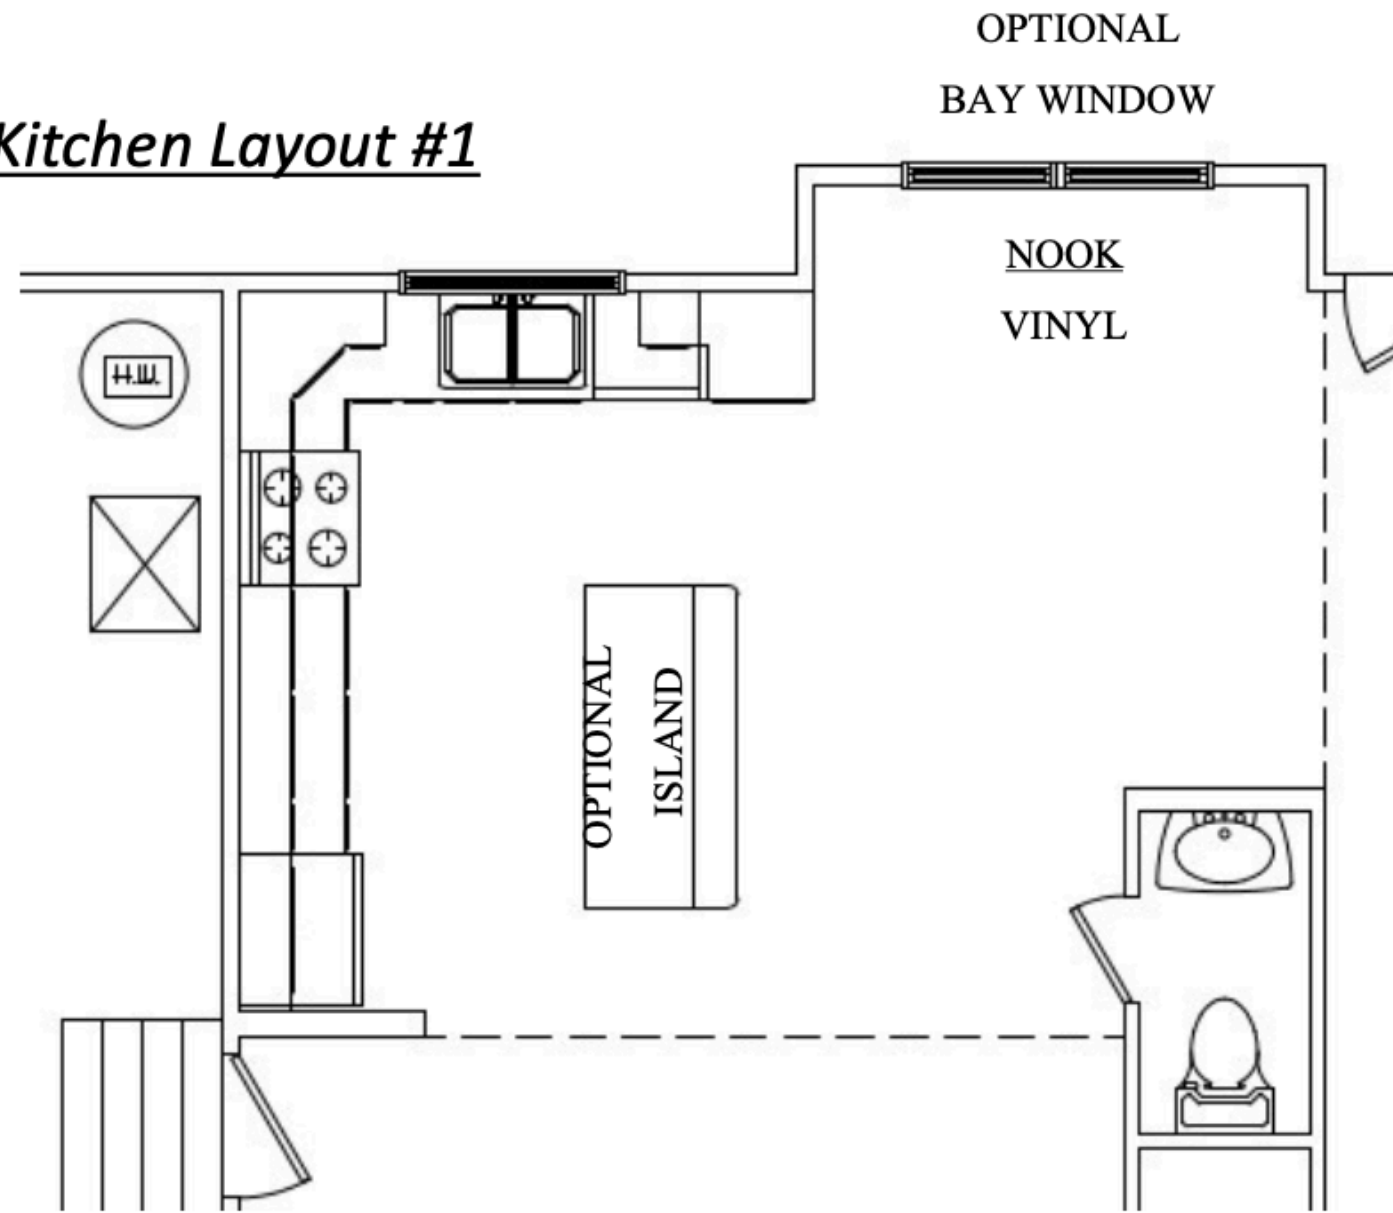 OPTIONAL
BAY WINDOW
Kitchen Layout #1
NOOK
VINYL
H.W.
OPTIONAL
ISLAND